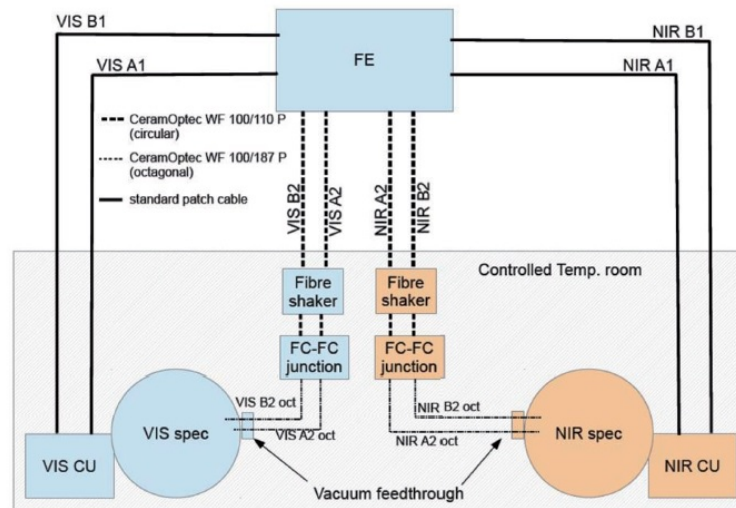 VIS B1
VIS A1
FE
NIR B1
NIR A1
CeramOptec WF 100/110 P
(circular)
CeramOptec WF 100/187 P
(octagonal)
standard patch cable
VIS B2
VIS A2
NIR A2
NIR B2
Controlled Temp. room
Fibre
shaker
Fibre
shaker
FC-FC
junction
FC-FC
junction
VIS B2 oct
VIS A2 oct
NIR B2 oct
NIR A2 oct
VIS spec
NIR spec
VIS CU
NIR CU
Vacuum feedthrough